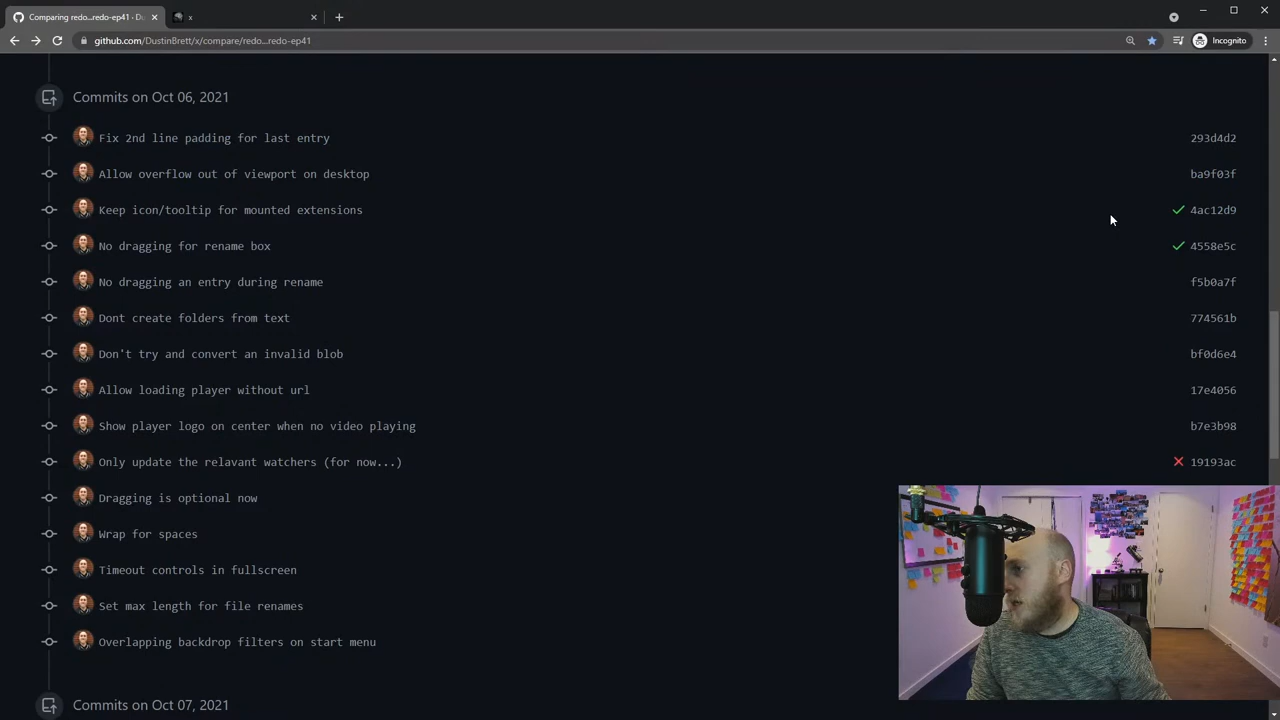 Comparing redo...redo-ep41 · Du
x
github.com/DustinBrett/x/compare/redo...redo-ep41
Incognito
Commits on Oct 06, 2021
Fix 2nd line padding for last entry 293d4d2
Allow overflow out of viewport on desktop ba9f03f
Keep icon/tooltip for mounted extensions 4ac12d9
No dragging for rename box 4558e5c
No dragging an entry during rename f5b0a7f
Dont create folders from text 774561b
Don't try and convert an invalid blob bf0d6e4
Allow loading player without url 17e4056
Show player logo on center when no video playing b7e3b98
Only update the relavant watchers (for now...) 19193ac
Dragging is optional now
Wrap for spaces
Timeout controls in fullscreen
Set max length for file renames
Overlapping backdrop filters on start menu
Commits on Oct 07, 2021